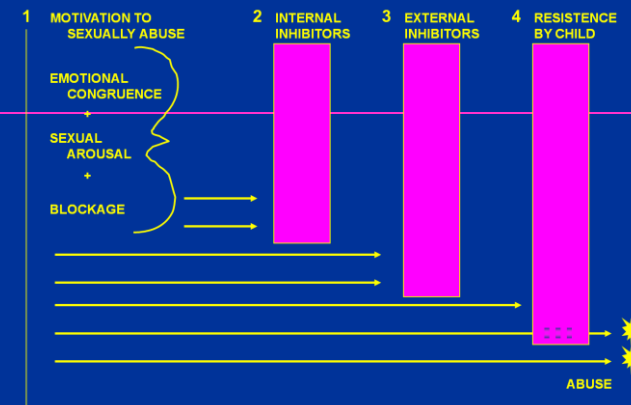 1 MOTIVATION TO
SEXUALLY ABUSE
2 INTERNAL
INHIBITORS
3 EXTERNAL
INHIBITORS
4 RESISTENCE
BY CHILD
EMOTIONAL
CONGRUENCE
+
SEXUAL
AROUSAL
+
BLOCKAGE
ABUSE